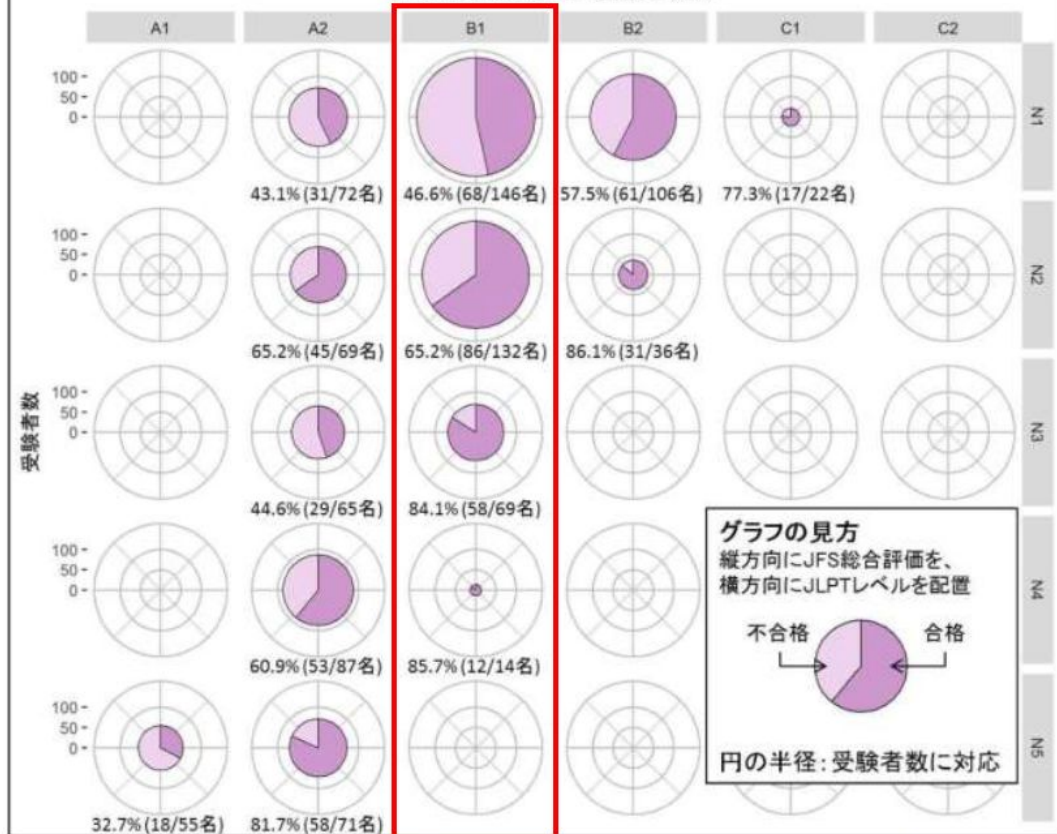 A1 A2 B1 B2 C1 C2
100
50
0
N1
43.1%(31/72名) 46.6%(68/146名) 57.5%(61/106名) 77.3%(17/22名)
100
50
0
N2
65.2%(45/69名) 65.2%(86/132名) 86.1%(31/36名)
受験者数
100
50
0
N3
44.6%(29/65名) 84.1%(58/69名)
100
50
0
N4
60.9%(53/87名) 85.7%(12/14名)
100
50
0
N5
32.7%(18/55名) 81.7%(58/71名)
グラフの見方
縦方向にJFS総合評価を、
横方向にJLPTレベルを配置
不合格 合格
円の半径：受験者数に対応